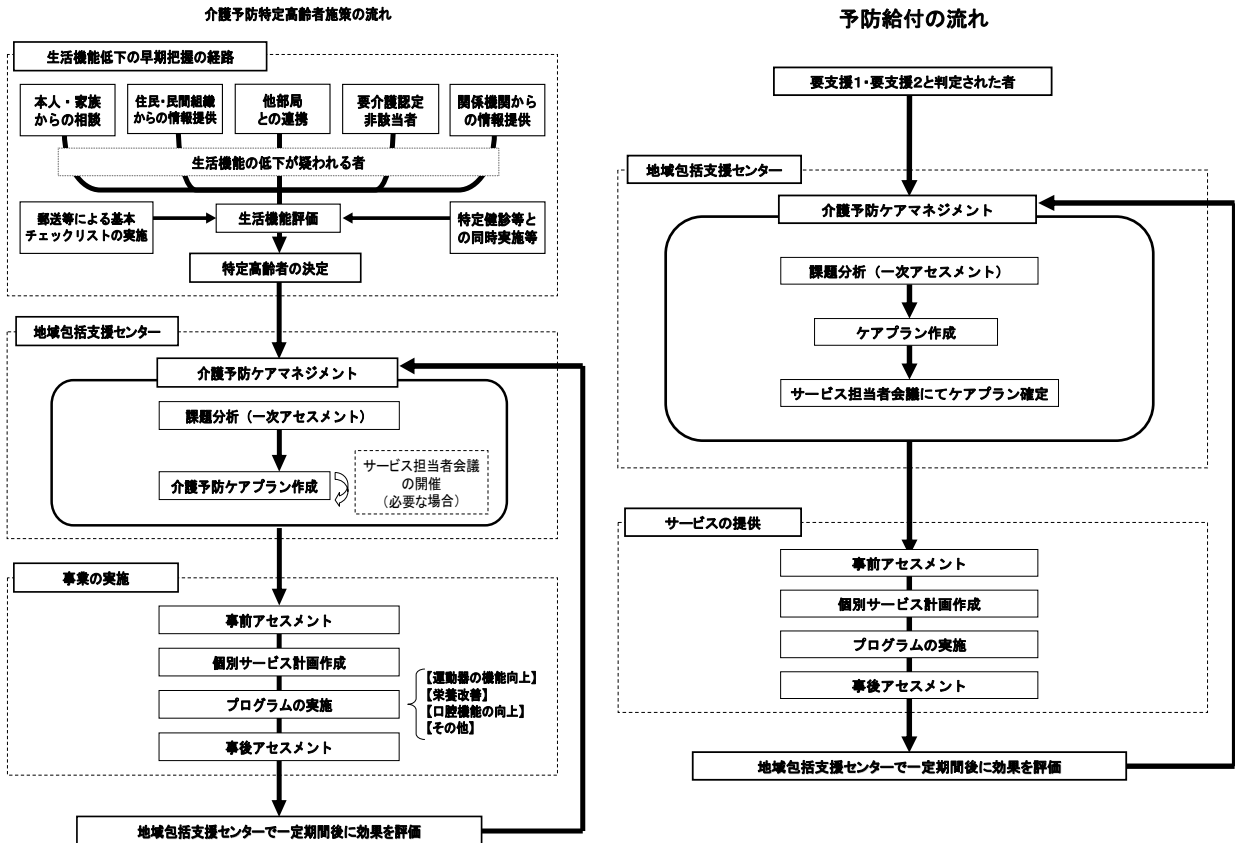 介護予防特定高齢者施策の流れ
生活機能低下の早期把握の経路
本人・家族
からの相談
住民・民間組織
からの情報提供
他部局
との連携
要介護認定
非該当者
関係機関から
の情報提供
生活機能の低下が疑われる者
郵送等による基本
チェックリストの実施
生活機能評価
特定健診等と
の同時実施等
特定高齢者の決定
地域包括支援センター
介護予防ケアマネジメント
課題分析（一次アセスメント）
介護予防ケアプラン作成
サービス担当者会議
の開催
（必要な場合）
事業の実施
事前アセスメント
個別サービス計画作成
プログラムの実施
【運動器の機能向上】
【栄養改善】
【口腔機能の向上】
【その他】
事後アセスメント
地域包括支援センターで一定期間後に効果を評価
予防給付の流れ
要支援１・要支援２と判定された者
地域包括支援センター
介護予防ケアマネジメント
課題分析（一次アセスメント）
ケアプラン作成
サービス担当者会議にてケアプラン確定
サービスの提供
事前アセスメント
個別サービス計画作成
プログラムの実施
事後アセスメント
地域包括支援センターで一定期間後に効果を評価